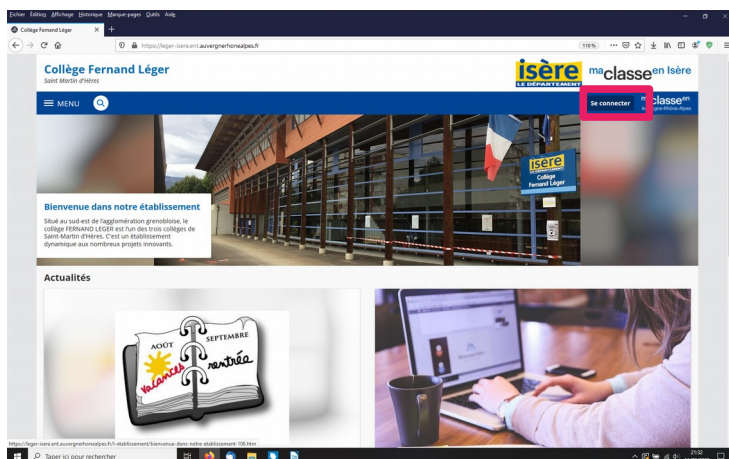 Fichier Édition Affichage Historique Marque-pages Outils Aide
Collège Fernand Léger
https://leger-isere.ent.auvergnerhonealpes.fr
110%
Collège Fernand Léger
Saint Martin d'Hères
isère
LE DÉPARTEMENT
maclasseen Isère
MENU
Se connecter
isère
Collège
Fernand Léger
Bienvenue dans notre établissement
Situé au sud-est de l'agglomération grenobloise, le
collège FERNAND LEGER est l'un des trois collèges de
Saint-Martin d'Hères. C'est un établissement
dynamique aux nombreux projets innovants.
Actualités
AOÛT
SEPTEMBRE
vacances
rentrée
https://leger-isere.ent.auvergnerhonealpes.fr/l-etablissement/bienvenue-dans-notre-etablissement-106.htm
Taper ici pour rechercher
21:32